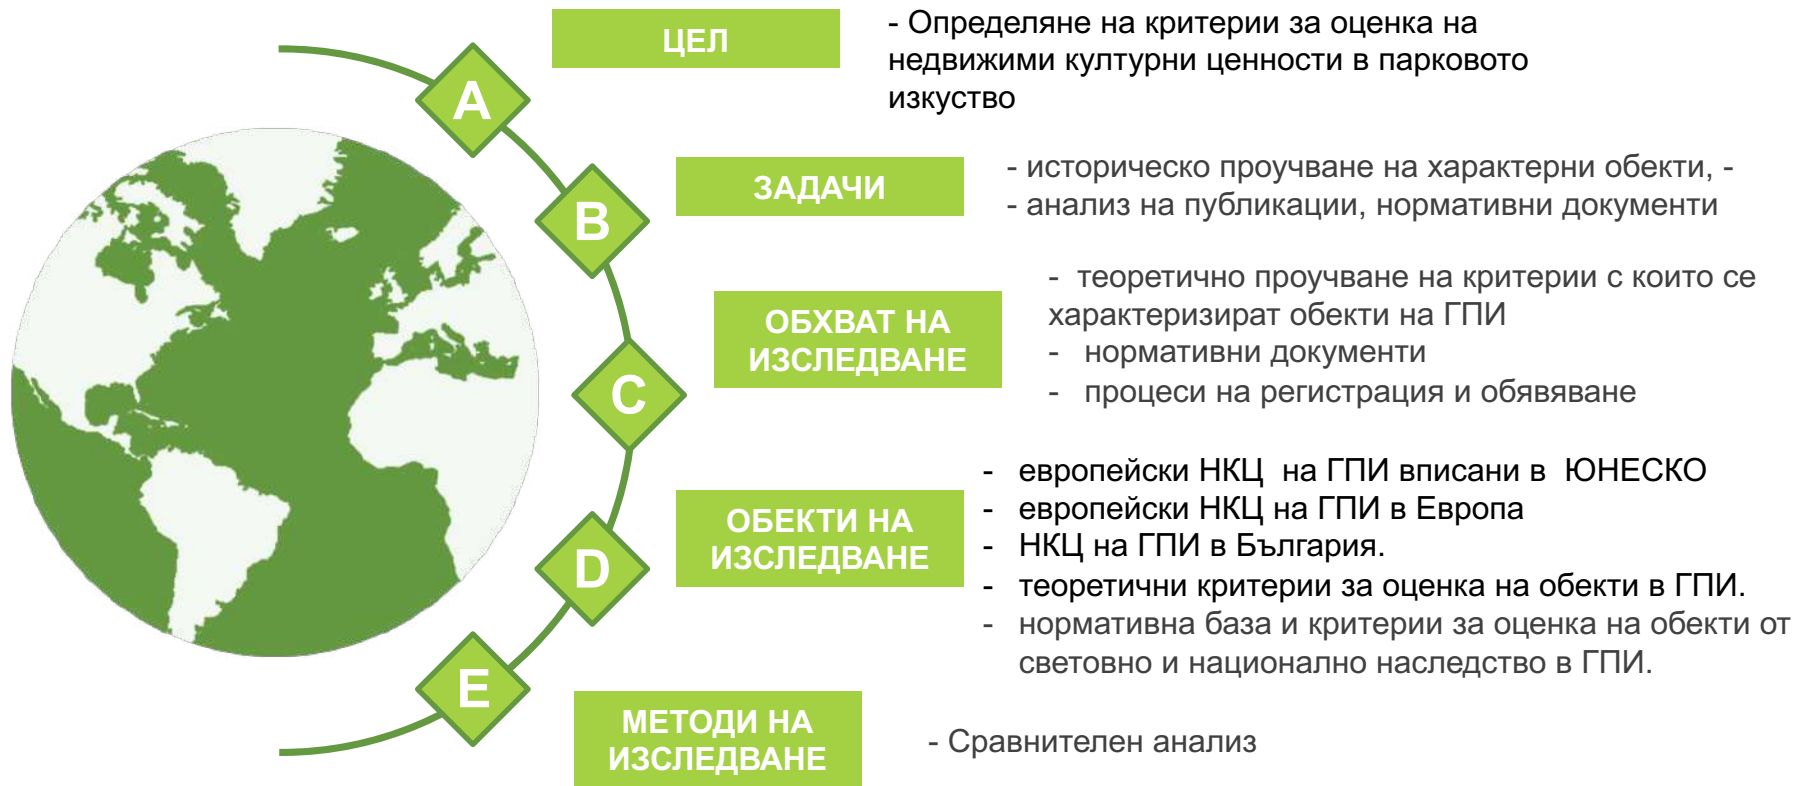 A
ЦЕЛ
- Определяне на критерии за оценка на
недвижими културни ценности в парковото
изкуство
B
ЗАДАЧИ
- историческо проучване на характерни обекти, -
- анализ на публикации, нормативни документи
C
ОБХВАТ НА
ИЗСЛЕДВАНЕ
- теоретично проучване на критерии с които се
характеризират обекти на ГПИ
- нормативни документи
- процеси на регистрация и обявяване
D
ОБЕКТИ НА
ИЗСЛЕДВАНЕ
- европейски НКЦ на ГПИ вписани в ЮНЕСКО
- европейски НКЦ на ГПИ в Европа
- НКЦ на ГПИ в България.
- теоретични критерии за оценка на обекти в ГПИ.
- нормативна база и критерии за оценка на обекти от
световно и национално наследство в ГПИ.
E
МЕТОДИ НА
ИЗСЛЕДВАНЕ
- Сравнителен анализ